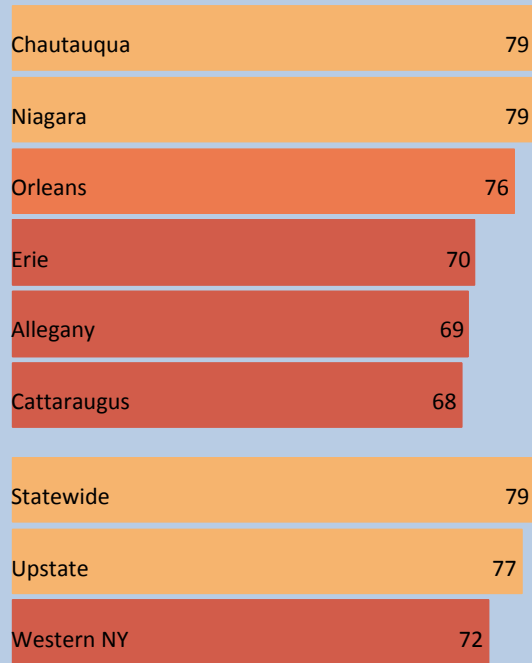 Chautauqua 79
Niagara 79
Orleans 76
Erie 70
Allegany 69
Cattaraugus 68
Statewide 79
Upstate 77
Western NY 72